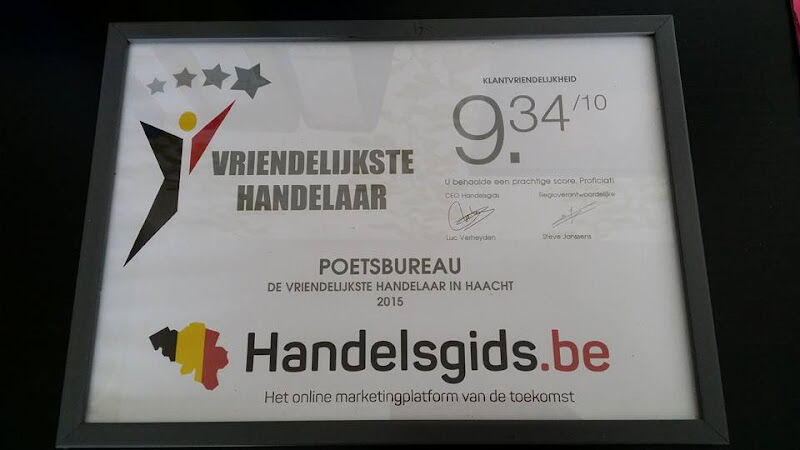 VRIENDELIJKSTE
HANDELAAR
KLANTVRIENDELIJKHEID
9.34/10
U behaalde een prachtige score. Proficiat!
CEO Handelsgids
Regioverantwoordelijke
Luc Verheyden
Steve Janssens
POETSBUREAU
DE VRIENDELIJKSTE HANDELAAR IN HAACHT
2015
Handelsgids.be
Het online marketingplatform van de toekomst